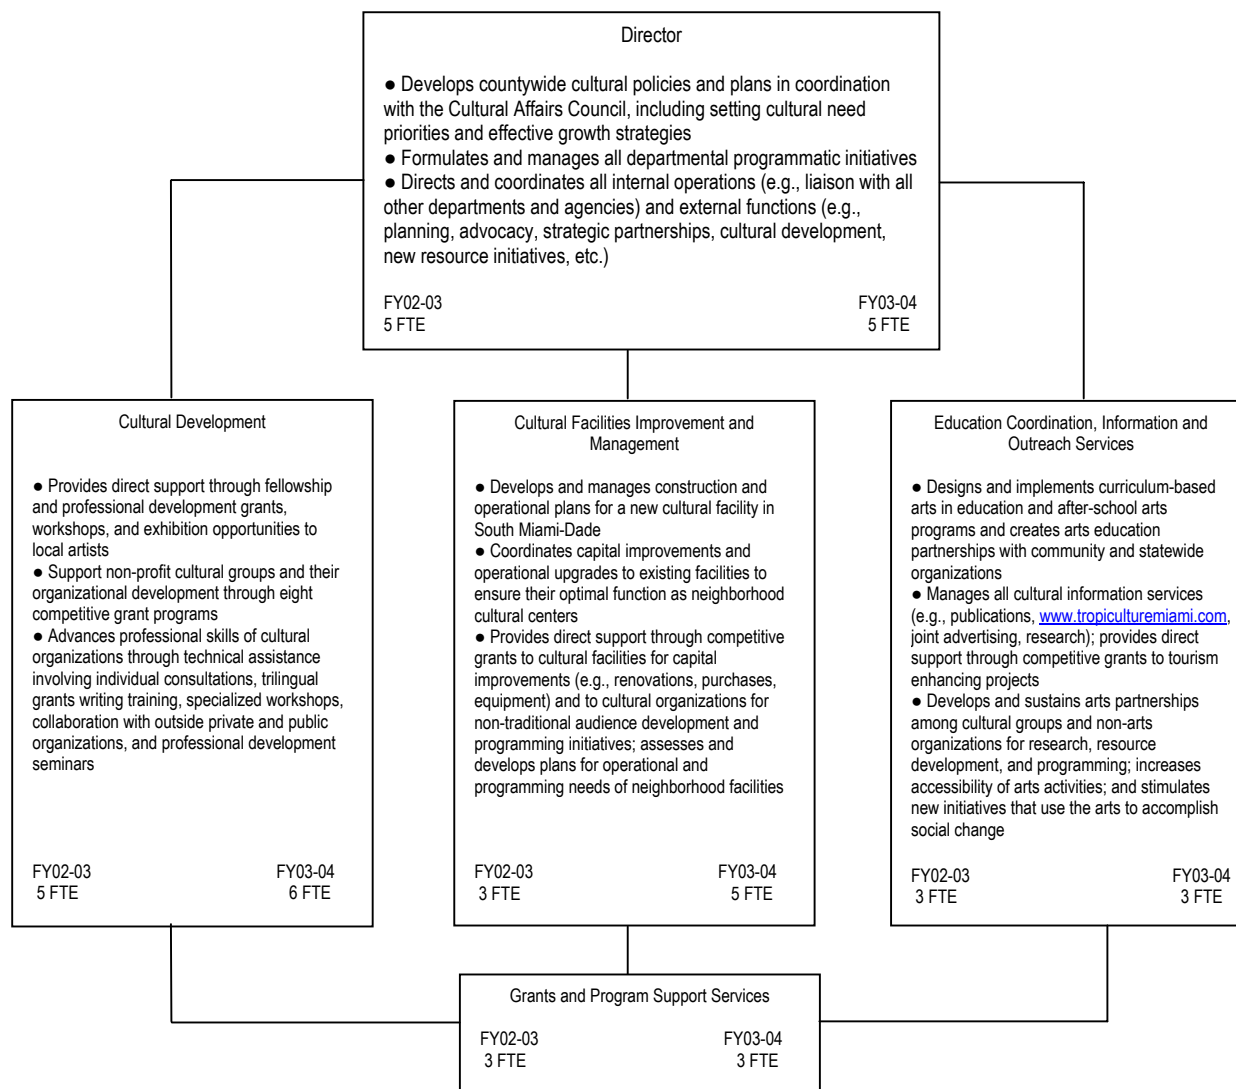 Director
● Develops countywide cultural policies and plans in coordination
with the Cultural Affairs Council, including setting cultural need
priorities and effective growth strategies
● Formulates and manages all departmental programmatic initiatives
● Directs and coordinates all internal operations (e.g., liaison with all
other departments and agencies) and external functions (e.g.,
planning, advocacy, strategic partnerships, cultural development,
new resource initiatives, etc.)
FY02-03 FY03-04
5 FTE 5 FTE
Cultural Development
● Provides direct support through fellowship
and professional development grants,
workshops, and exhibition opportunities to
local artists
● Support non-profit cultural groups and their
organizational development through eight
competitive grant programs
● Advances professional skills of cultural
organizations through technical assistance
involving individual consultations, trilingual
grants writing training, specialized workshops,
collaboration with outside private and public
organizations, and professional development
seminars
FY02-03 FY03-04
5 FTE 6 FTE
Cultural Facilities Improvement and
Management
● Develops and manages construction and
operational plans for a new cultural facility in
South Miami-Dade
● Coordinates capital improvements and
operational upgrades to existing facilities to
ensure their optimal function as neighborhood
cultural centers
● Provides direct support through competitive
grants to cultural facilities for capital
improvements (e.g., renovations, purchases,
equipment) and to cultural organizations for
non-traditional audience development and
programming initiatives; assesses and
develops plans for operational and
programming needs of neighborhood facilities
FY02-03 FY03-04
3 FTE 5 FTE
Education Coordination, Information and
Outreach Services
● Designs and implements curriculum-based
arts in education and after-school arts
programs and creates arts education
partnerships with community and statewide
organizations
● Manages all cultural information services
(e.g., publications, www.tropiculturemiami.com,
joint advertising, research); provides direct
support through competitive grants to tourism
enhancing projects
● Develops and sustains arts partnerships
among cultural groups and non-arts
organizations for research, resource
development, and programming; increases
accessibility of arts activities; and stimulates
new initiatives that use the arts to accomplish
social change
FY02-03 FY03-04
3 FTE 3 FTE
Grants and Program Support Services
FY02-03 FY03-04
3 FTE 3 FTE